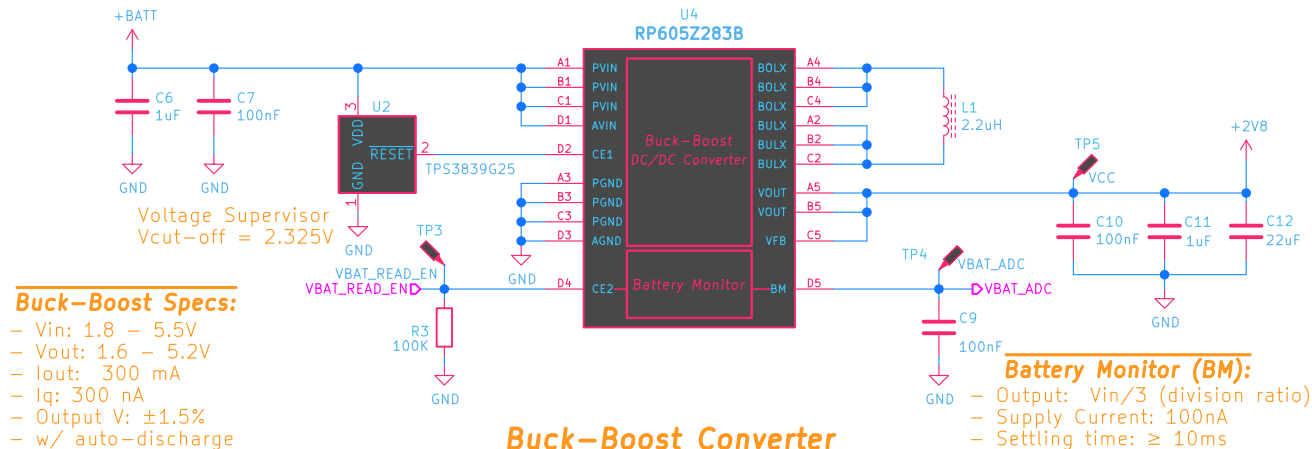 +BATT
C6
1uF
GND
C7
100nF
GND
U2
3
VDD
RESET
GND
1
2
TPS3839G25
GND
Voltage Supervisor
Vcut-off = 2.325V
U4
RP605Z283B
A1 PVIN
B1 PVIN
C1 PVIN
D1 AVIN
D2 CE1
A3 PGND
B3 PGND
C3 PGND
D3 AGND
D4 CE2
GND
Buck-Boost
DC/DC Converter
Battery Monitor
BOLX A4
BOLX B4
BOLX C4
BULX A2
BULX B2
BULX C2
VOUT A5
VOUT B5
VFB C5
BM D5
L1
2.2uH
TP5
VCC
+2V8
C10
100nF
C11
1uF
C12
22uF
GND
TP3
VBAT_READ_EN
VBAT_READ_EN
R3
100K
GND
TP4
VBAT_ADC
VBAT_ADC
C9
100nF
GND
Buck-Boost Specs:
- Vin: 1.8 - 5.5V
- Vout: 1.6 - 5.2V
- Iout: 300 mA
- Iq: 300 nA
- Output V: ±1.5%
- w/ auto-discharge
Battery Monitor (BM):
- Output: Vin/3 (division ratio)
- Supply Current: 100nA
- Settling time: ≥ 10ms
Buck-Boost Converter